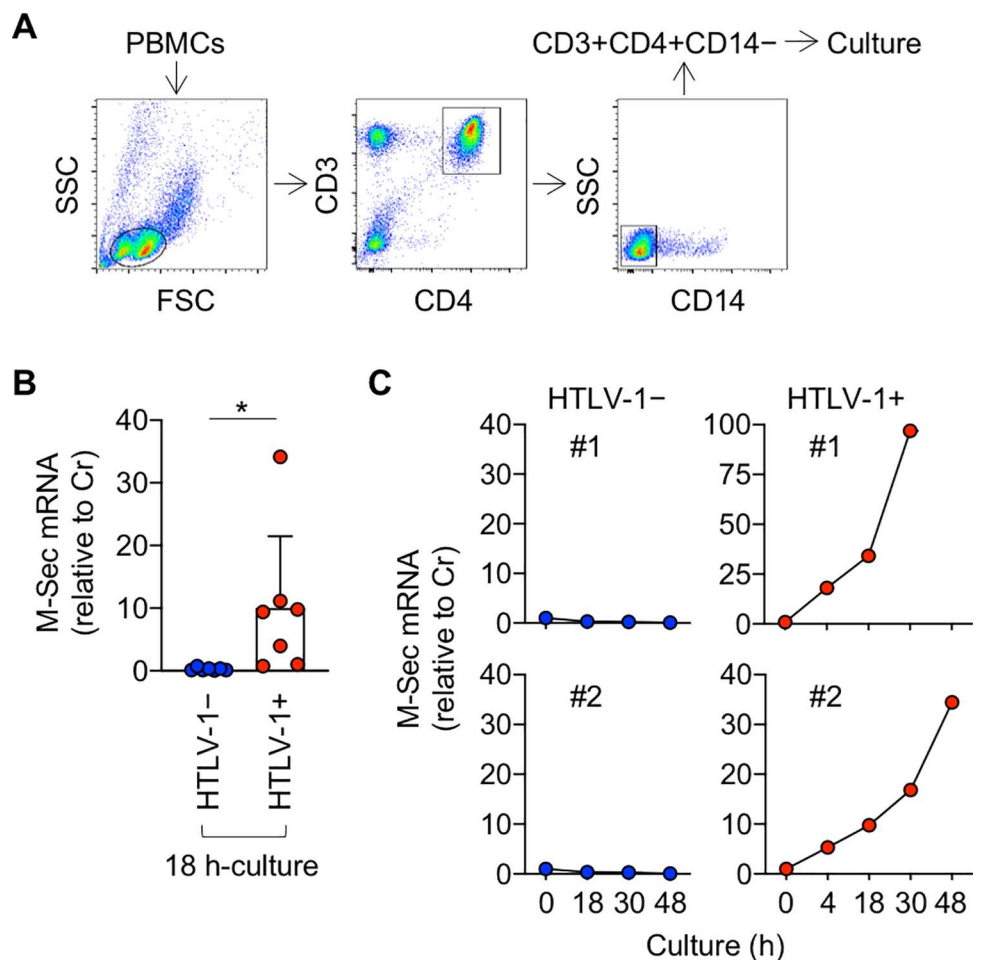 A
PBMCs
CD3+CD4+CD14− → Culture
SSC
FSC
CD3
CD4
SSC
CD14
B
M-Sec mRNA
(relative to Cr)
40
30
20
10
0
*
HTLV-1−
HTLV-1+
18 h-culture
C
M-Sec mRNA
(relative to Cr)
HTLV-1−
HTLV-1+
40
30
20
10
0
#1
100
75
50
25
0
#1
40
30
20
10
0
#2
0 18 30 48
40
30
20
10
0
#2
0 4 18 30 48
Culture (h)